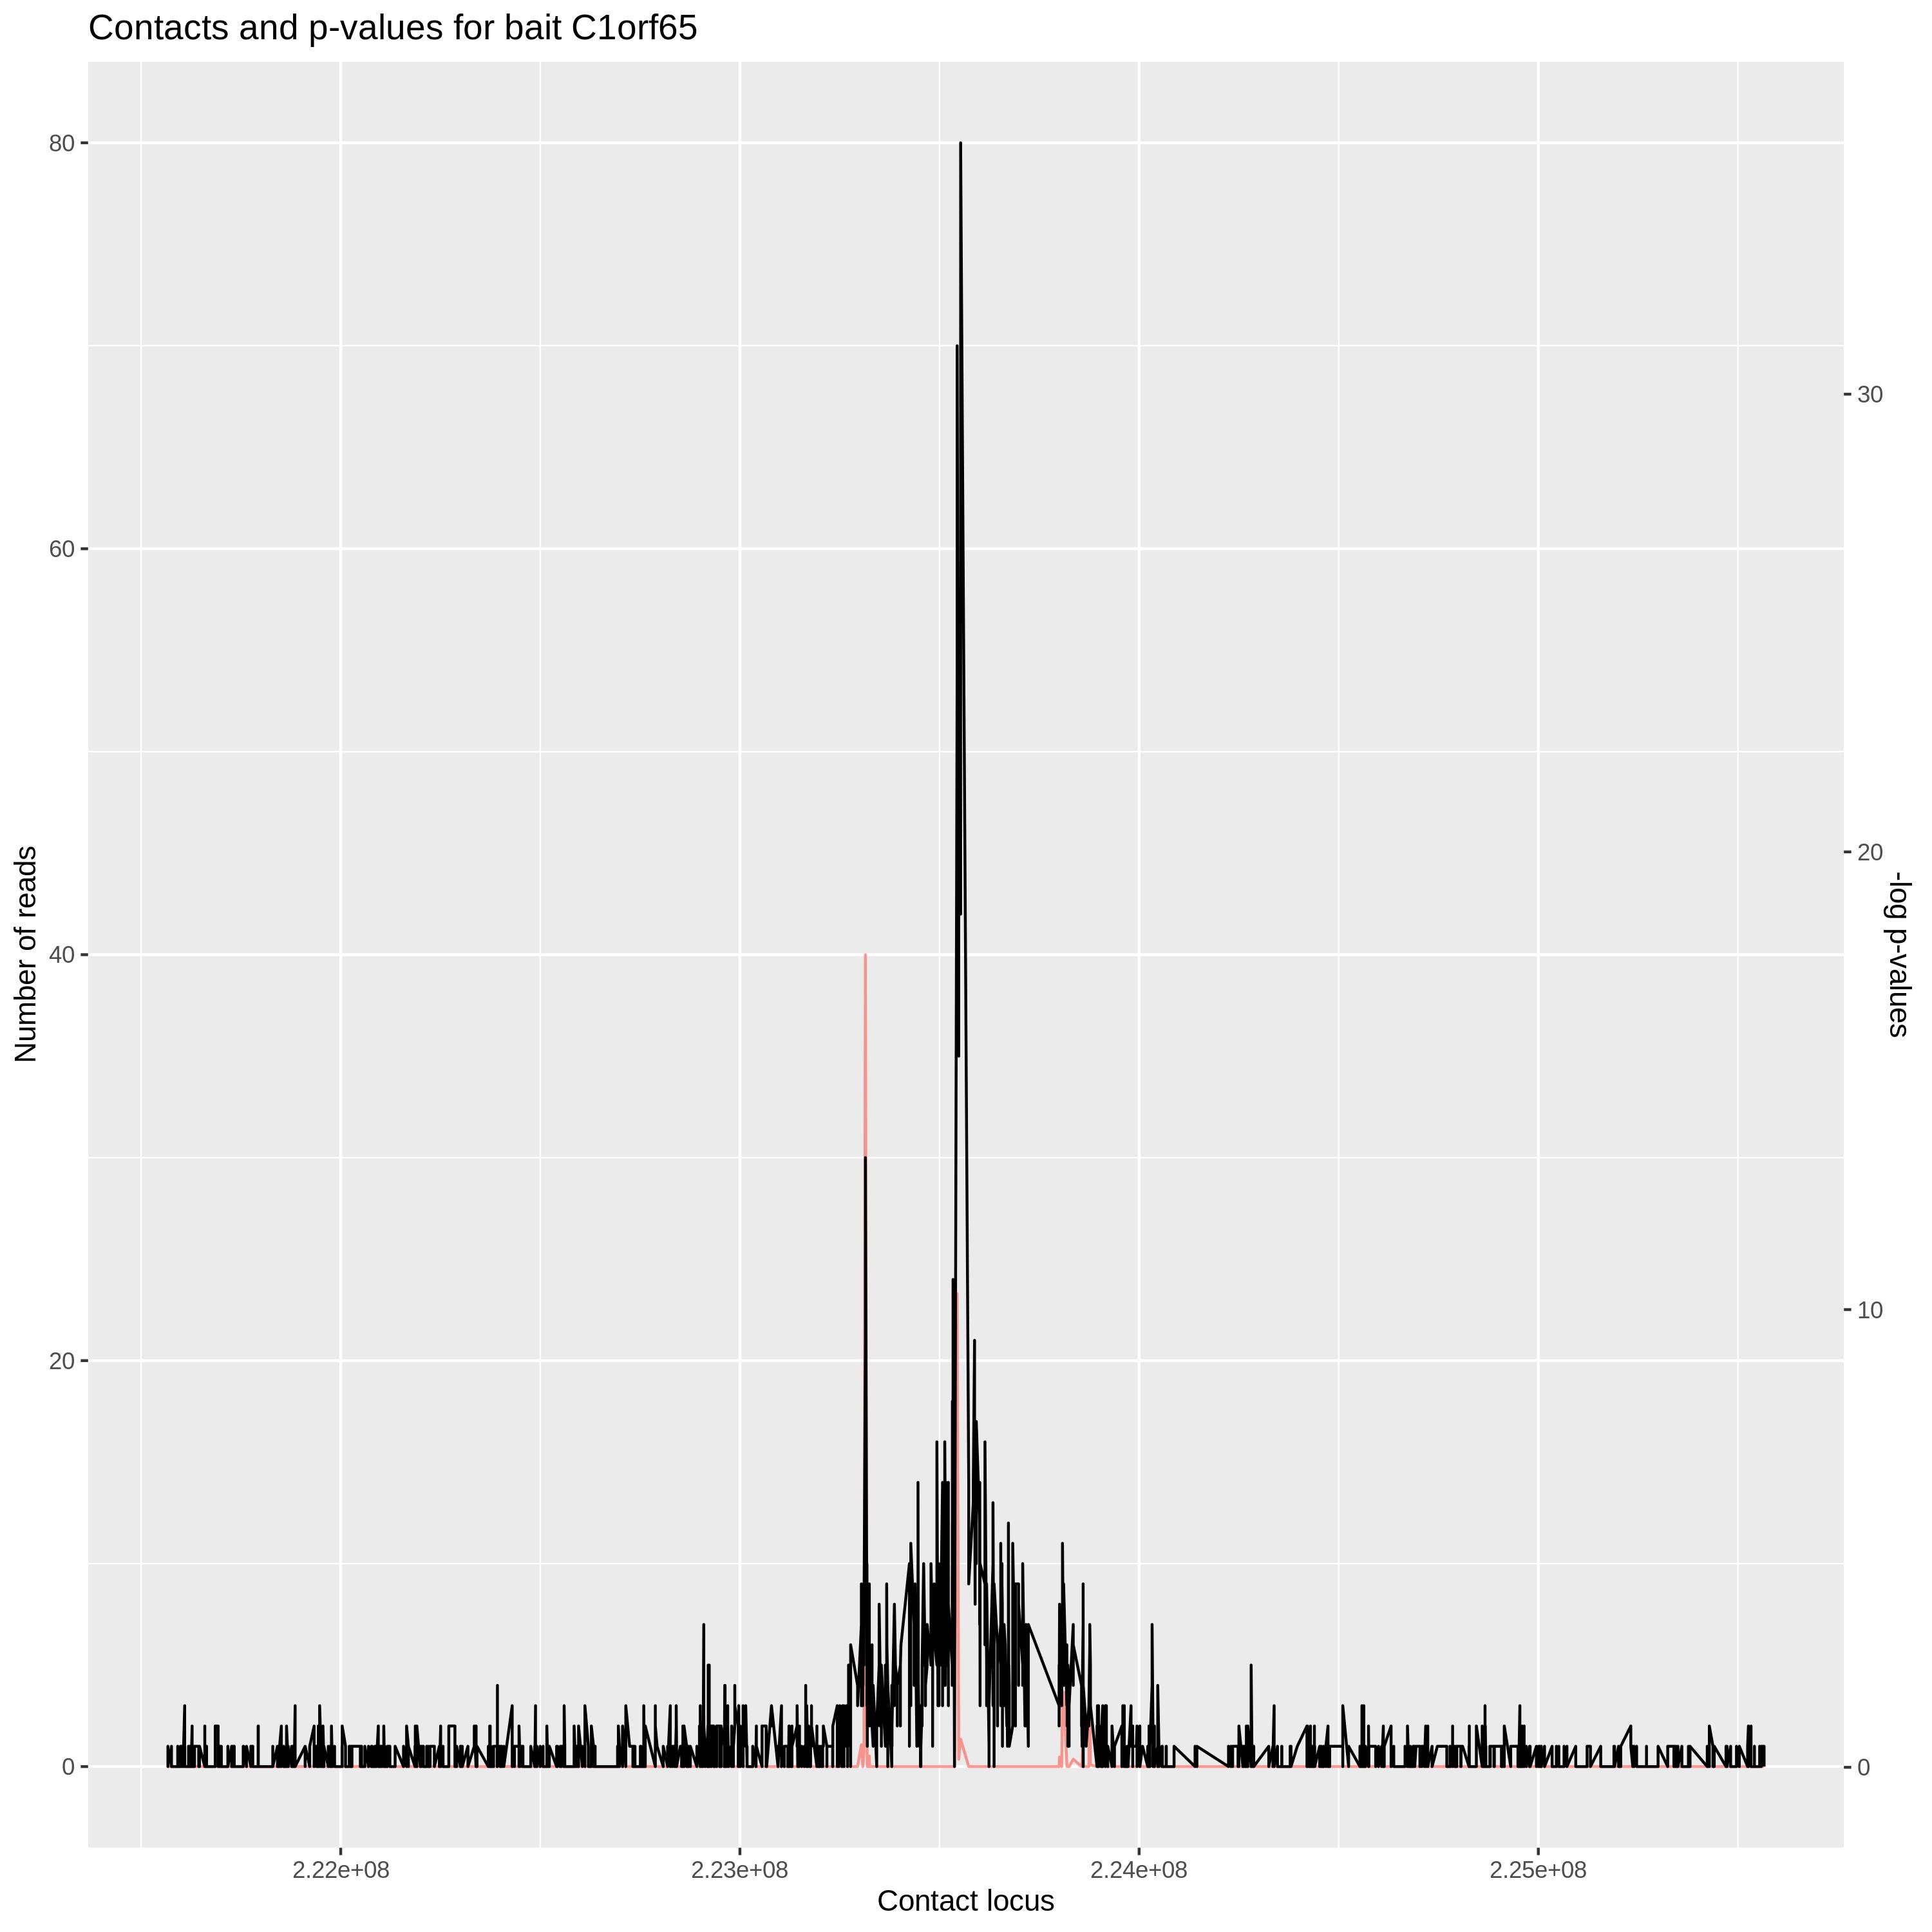 Contacts and p-values for bait C1orf65
80
60
40
20
0
Number of reads
30
20
10
0
-log p-values
2.22e+08
2.23e+08
2.24e+08
2.25e+08
Contact locus